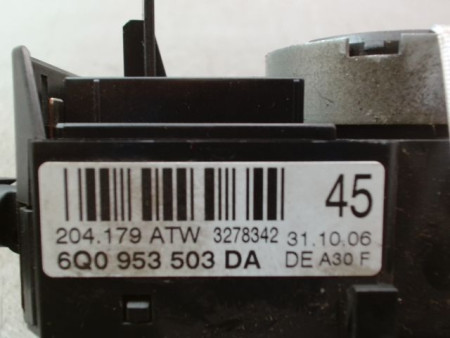 45
204.179 ATW 3278342 31.10.06
6Q0 953 503 DA DE A30 F